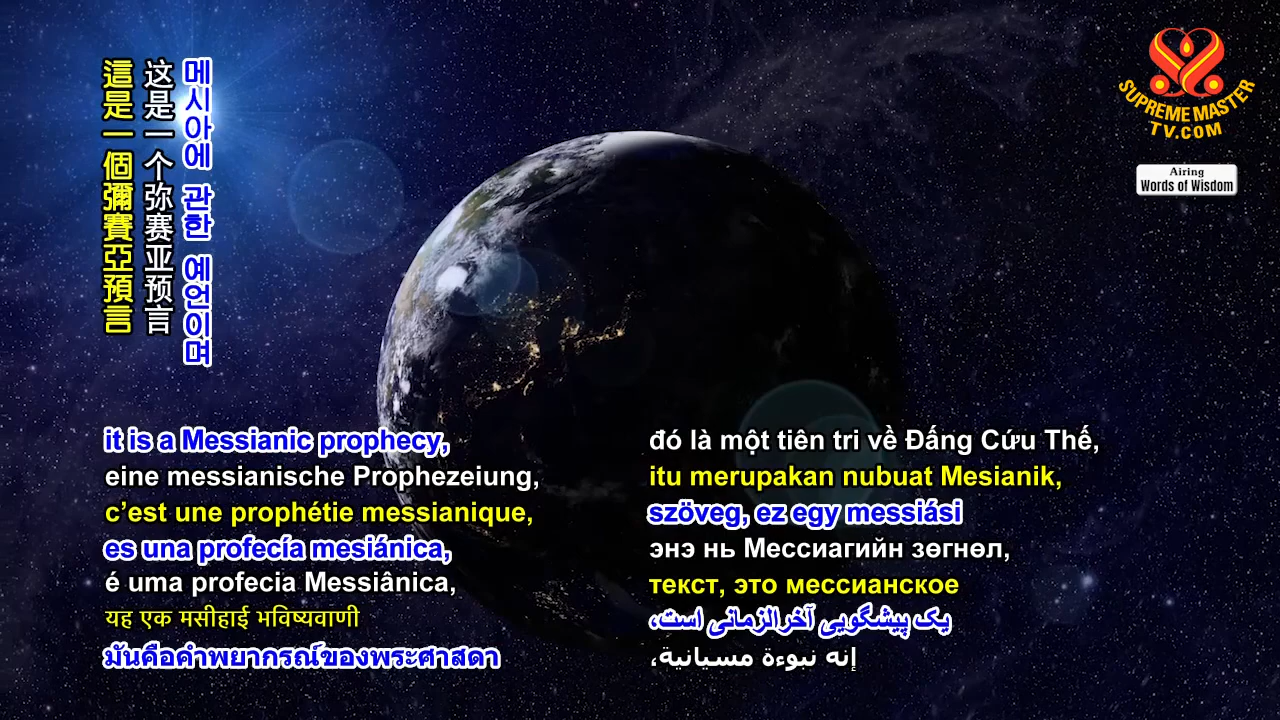 這是一個彌賽亞預言
这是一个弥赛亚预言
메시아에 관한 예언이며
SUPREME MASTER
TV.COM
Airing
Words of Wisdom
it is a Messianic prophecy,
eine messianische Prophezeiung,
c’est une prophétie messianique,
es una profecía mesiánica,
é uma profecia Messiânica,
यह एक मसीहाई भविष्यवाणी
มันคือคำพยากรณ์ของพระศาสดา
đó là một tiên tri về Đấng Cứu Thế,
itu merupakan nubuat Mesianik,
szöveg, ez egy messiási
энэ нь Мессиагийн зөгнөл,
текст, это мессианское
یک پیشگویی آخرالزمانی است،
إنه نبوءة مسيانية،